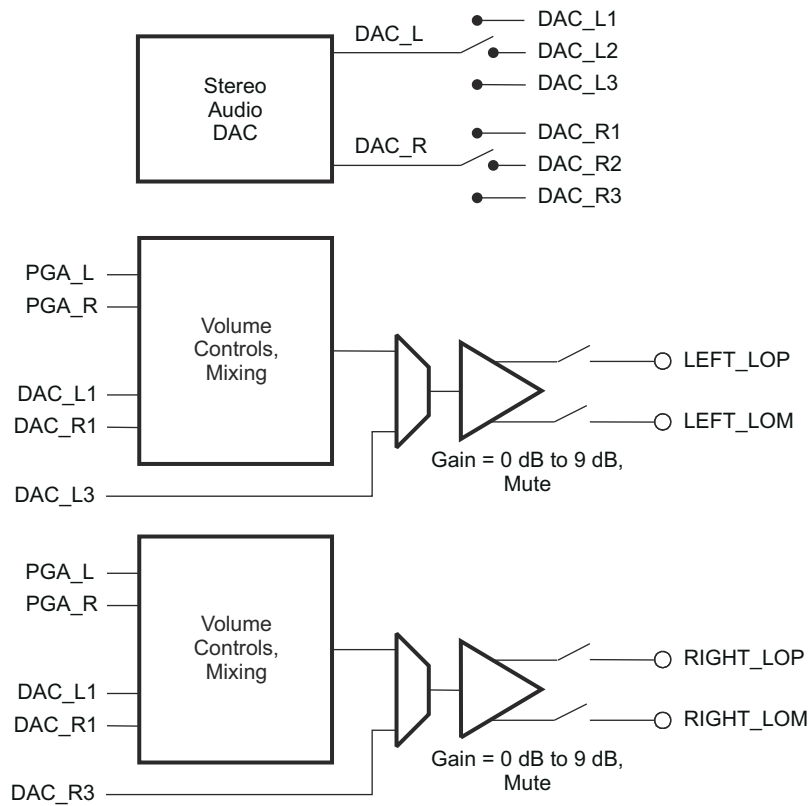 DAC_L
DAC_L1
DAC_L2
DAC_L3
Stereo
Audio
DAC
DAC_R
DAC_R1
DAC_R2
DAC_R3
PGA_L
PGA_R
DAC_L1
DAC_R1
DAC_L3
Volume
Controls,
Mixing
LEFT_LOP
LEFT_LOM
Gain = 0 dB to 9 dB,
Mute
PGA_L
PGA_R
DAC_L1
DAC_R1
DAC_R3
Volume
Controls,
Mixing
RIGHT_LOP
RIGHT_LOM
Gain = 0 dB to 9 dB,
Mute